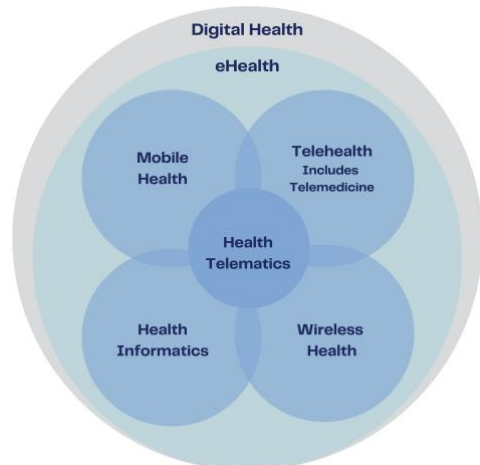 Digital Health
eHealth
Mobile
Health
Telehealth
Includes
Telemedicine
Health
Telematics
Health
Informatics
Wireless
Health